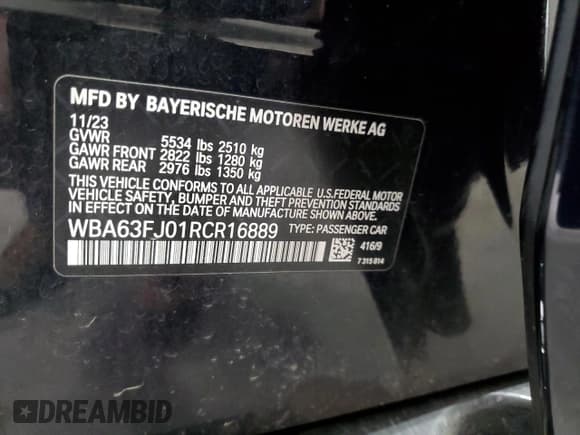 MFD BY BAYERISCHE MOTOREN WERKE AG
11/23
GVWR 5534 lbs 2510 kg
GAWR FRONT 2822 lbs 1280 kg
GAWR REAR 2976 lbs 1350 kg
THIS VEHICLE CONFORMS TO ALL APPLICABLE U.S.FEDERAL MOTOR
VEHICLE SAFETY, BUMPER AND THEFT PREVENTION STANDARDS
IN EFFECT ON THE DATE OF MANUFACTURE SHOWN ABOVE.
WBA63FJ01RCR16889 TYPE: PASSENGER CAR
416/9
7 315 814
DREAMBID